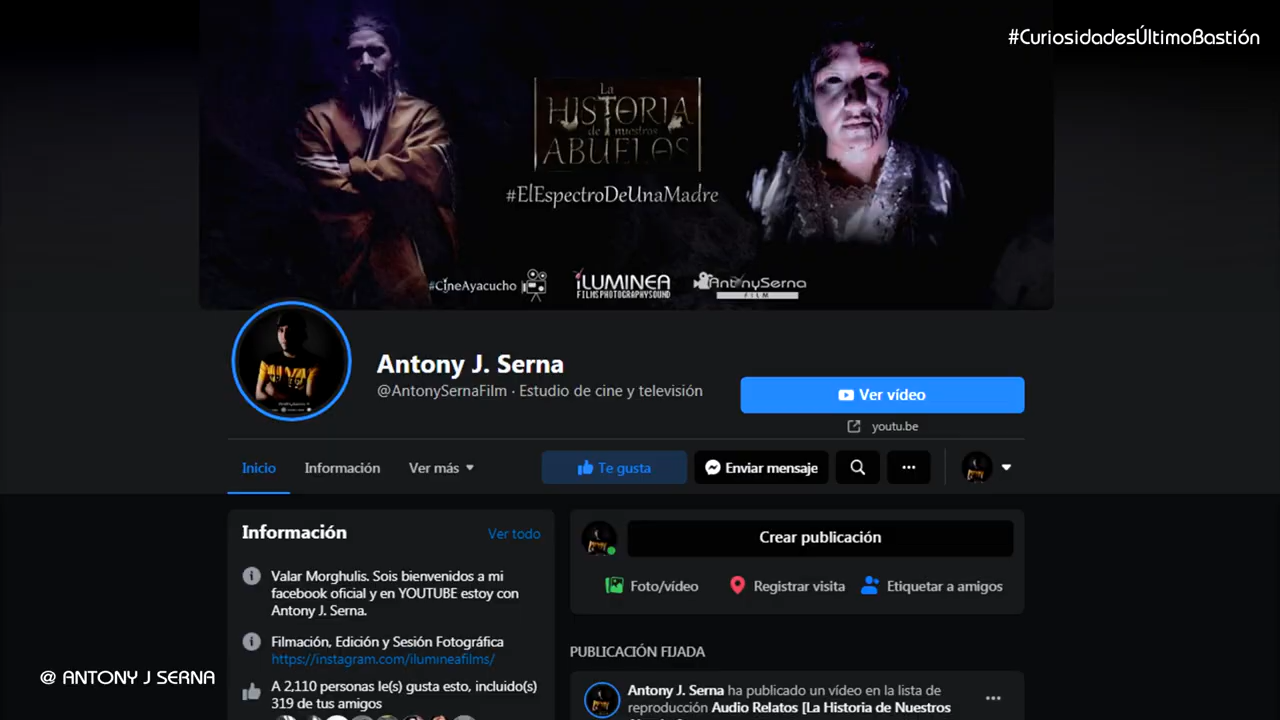 #CuriosidadesÚltimoBastión
La
HISTORIA
de nuestros
ABUELOS
#ElEspectroDeUnaMadre
#CineAyacucho
iLUMINEA
FILMSPHOTOGRAPHYSOUND
AntonySerna
FILM
Antony J. Serna
@AntonySernaFilm · Estudio de cine y televisión
Ver vídeo
youtu.be
Inicio
Información
Ver más
Te gusta
Enviar mensaje
Información
Ver todo
Crear publicación
Valar Morghulis. Sois bienvenidos a mi
facebook oficial y en YOUTUBE estoy con
Antony J. Serna.
Foto/vídeo
Registrar visita
Etiquetar a amigos
Filmación, Edición y Sesión Fotográfica
https://instagram.com/ilumineafilms/
PUBLICACIÓN FIJADA
A 2,110 personas le(s) gusta esto, incluido(s)
319 de tus amigos
Antony J. Serna ha publicado un vídeo en la lista de
reproducción Audio Relatos [La Historia de Nuestros
@ ANTONY J SERNA